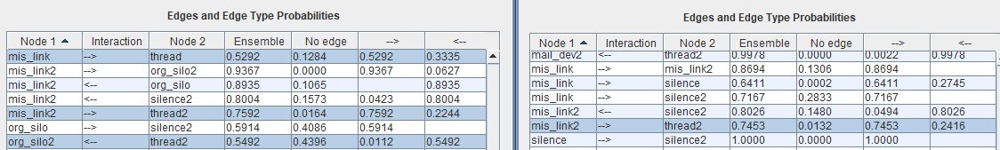 Edges and Edge Type Probabilities
Node 1 Interaction Node 2 Ensemble No edge --> <--
mis_link --> thread 0.5292 0.1284 0.5292 0.3335
mis_link2 --> org_silo2 0.9367 0.0000 0.9367 0.0627
mis_link2 <-- org_silo 0.8935 0.1065 0.8935
mis_link2 <-- silence2 0.8004 0.1573 0.0423 0.8004
mis_link2 --> thread2 0.7592 0.0164 0.7592 0.2244
org_silo --> silence2 0.5914 0.4086 0.5914
org_silo2 <-- thread2 0.5492 0.4396 0.0112 0.5492
Edges and Edge Type Probabilities
Node 1 Interaction Node 2 Ensemble No edge --> <--
mail_dev2 <-- thread2 0.9978 0.0000 0.0022 0.9978
mis_link --> mis_link2 0.8694 0.1306 0.8694
mis_link --> silence 0.6411 0.0002 0.6411 0.2745
mis_link --> silence2 0.7167 0.2833 0.7167
mis_link2 <-- silence2 0.8026 0.1480 0.0494 0.8026
mis_link2 --> thread2 0.7453 0.0132 0.7453 0.2416
silence --> silence2 1.0000 0.0000 1.0000